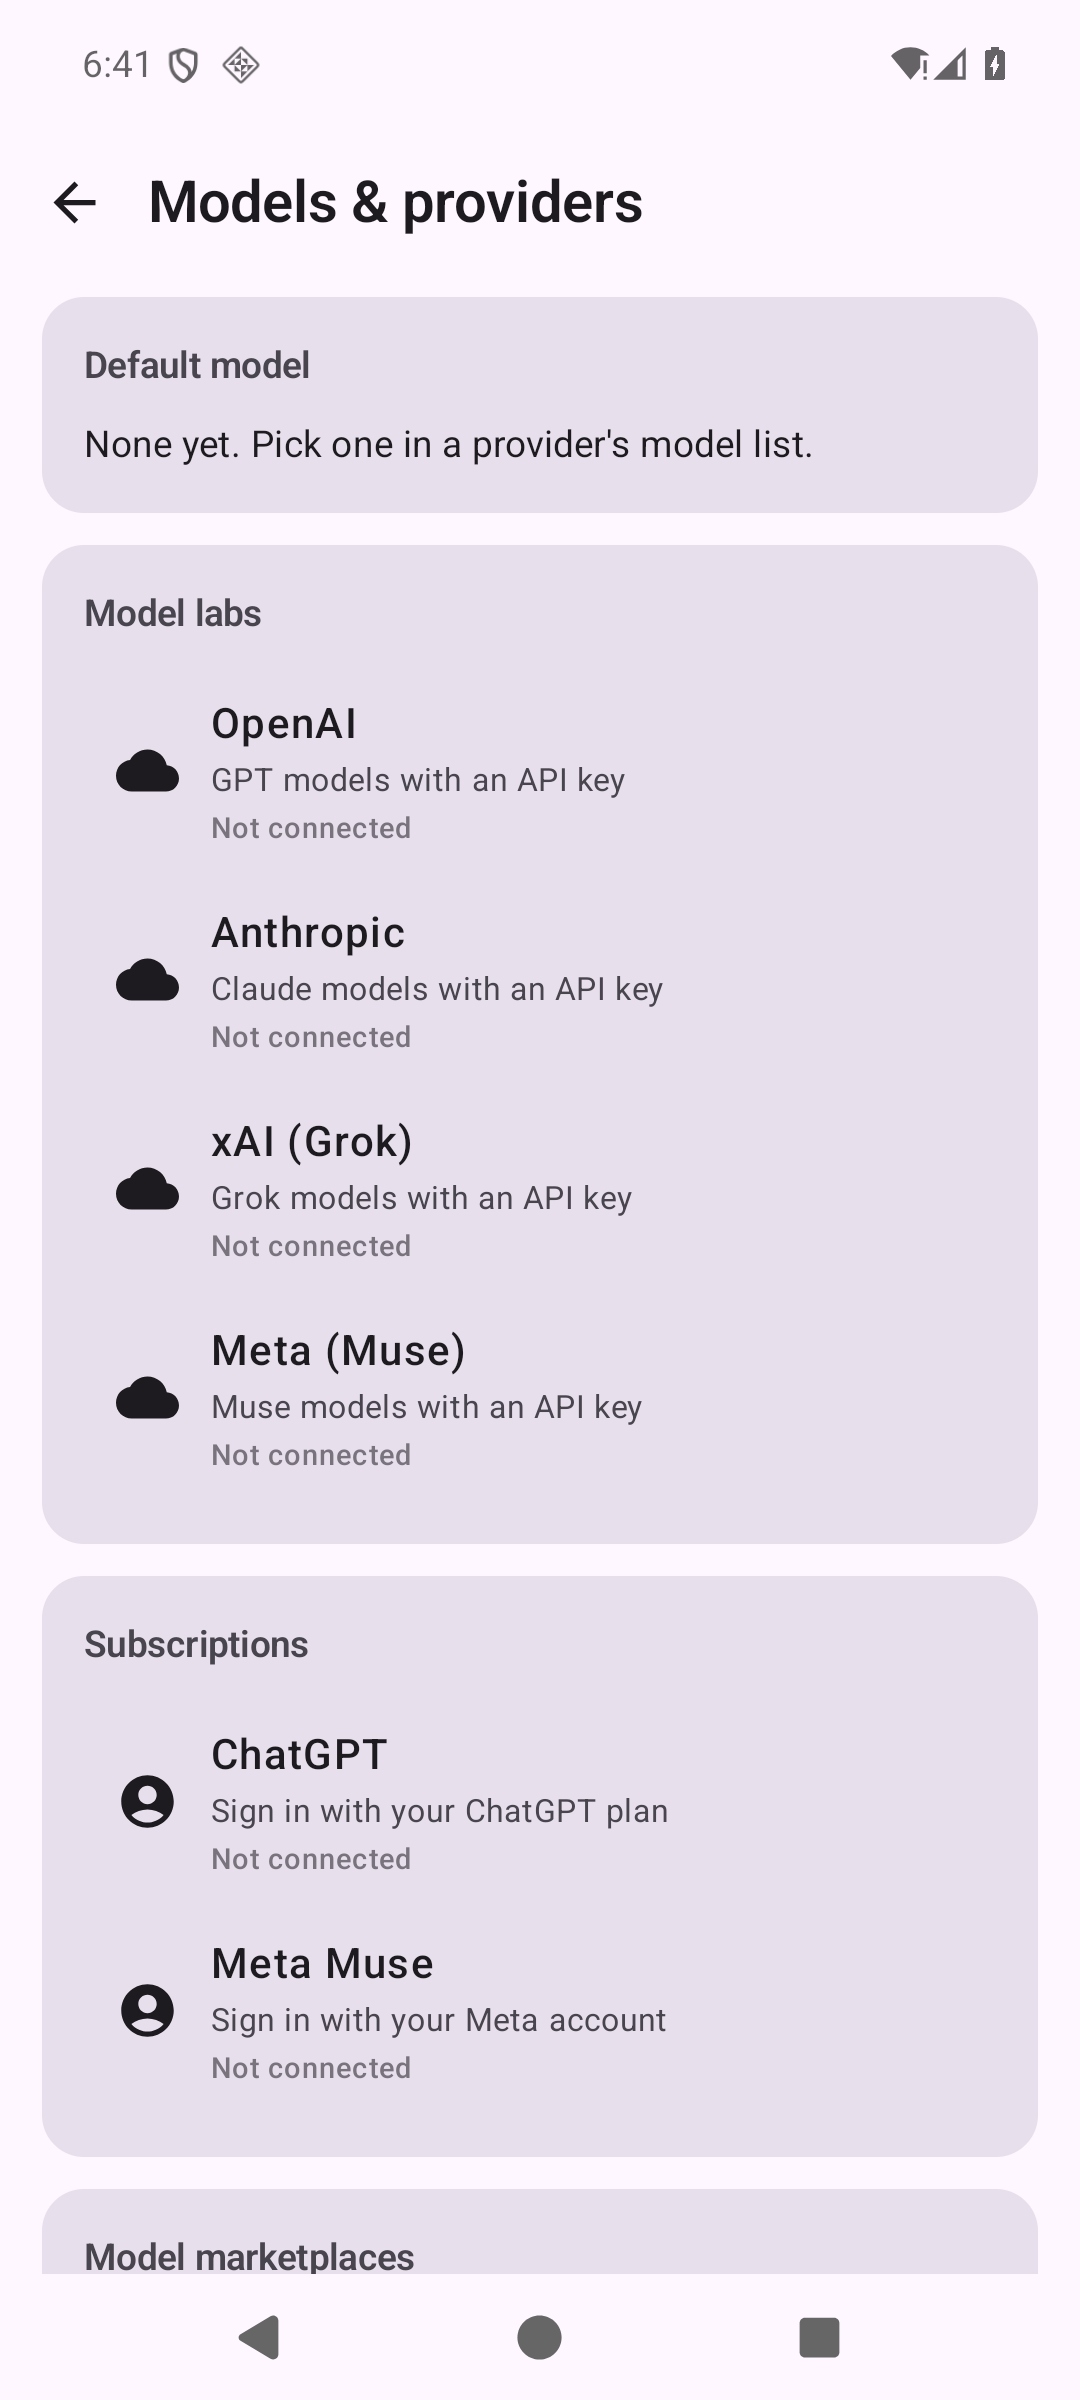 6:41
Models & providers
Default model
None yet. Pick one in a provider's model list.
Model labs
OpenAI
GPT models with an API key
Not connected
Anthropic
Claude models with an API key
Not connected
xAI (Grok)
Grok models with an API key
Not connected
Meta (Muse)
Muse models with an API key
Not connected
Subscriptions
ChatGPT
Sign in with your ChatGPT plan
Not connected
Meta Muse
Sign in with your Meta account
Not connected
Model marketplaces